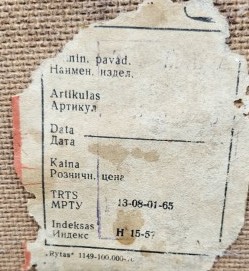 min. pavad.
Наимен. издел.
Artikulas
Артикул
Data
Дата
Kaina
Розничн. цена
TRTS
МРТУ 13-08-01-65
Indeksas
Индекс Н 15-57
„Rytas“ 1149-100.000-